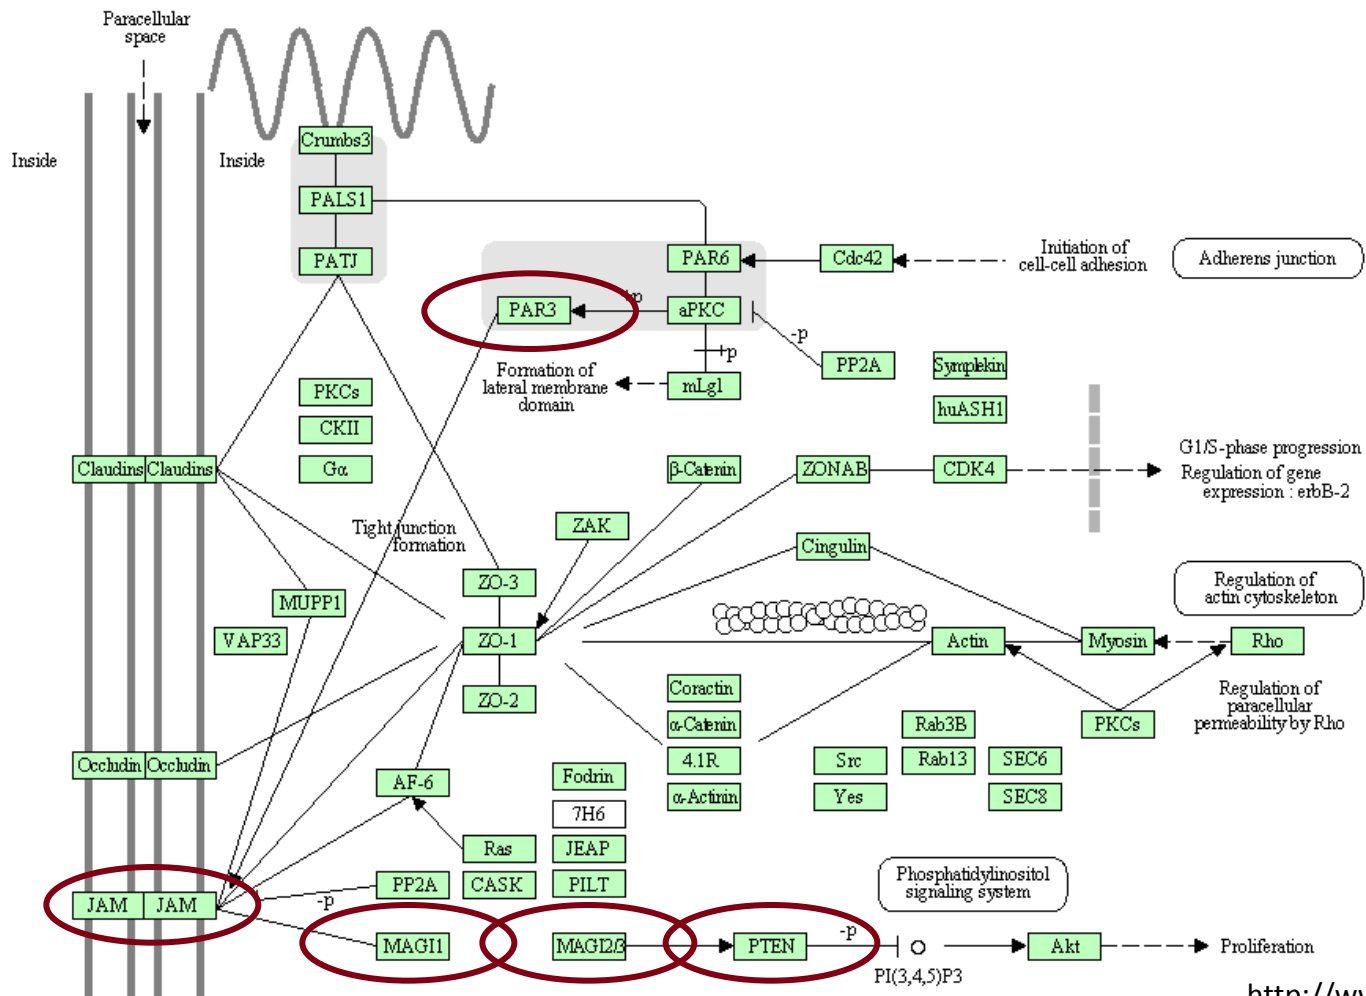 Paracellular
space
Inside
Inside
Crumbs3
PALS1
PATJ
PAR6
Cdc42
Initiation of
cell-cell adhesion
Adherens junction
PAR3
+p
aPKC
-p
PP2A
Symplekin
huASH1
+p
mLgl
Formation of
lateral membrane
domain
PKCs
CKII
Gα
Claudins
Claudins
β-Catenin
ZONAB
CDK4
G1/S-phase progression
Regulation of gene
expression : erbB-2
Tight junction
formation
ZAK
Cingulin
ZO-3
MUPP1
VAP33
ZO-1
ZO-2
Actin
Myosin
Rho
Regulation of
actin cytoskeleton
Regulation of
paracellular
permeability by Rho
PKCs
Coractin
α-Catenin
4.1R
α-Actinin
Rab3B
Rab13
Src
Yes
SEC6
SEC8
Occludin
Occludin
AF-6
Fodrin
7H6
JEAP
PILT
Ras
CASK
PP2A
-p
JAM
JAM
MAGI1
MAGI2/3
PTEN
-p
PI(3,4,5)P3
Phosphatidylinositol
signaling system
Akt
Proliferation
http://w